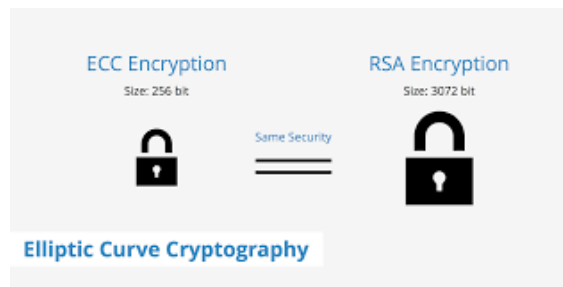 ECC Encryption
Size: 256 bit
RSA Encryption
Size: 3072 bit
Same Security
Elliptic Curve Cryptography